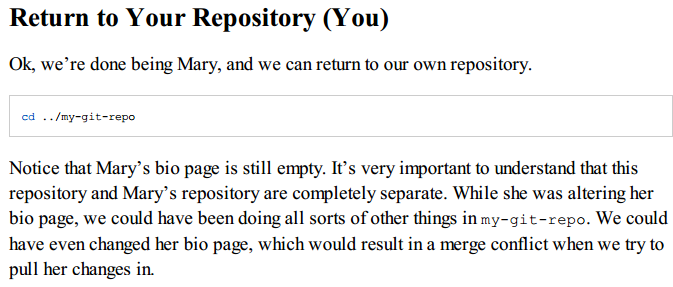 Return to Your Repository (You)
Ok, we’re done being Mary, and we can return to our own repository.
cd ../my-git-repo
Notice that Mary’s bio page is still empty. It’s very important to understand that this
repository and Mary’s repository are completely separate. While she was altering her
bio page, we could have been doing all sorts of other things in my-git-repo. We could
have even changed her bio page, which would result in a merge conflict when we try to
pull her changes in.